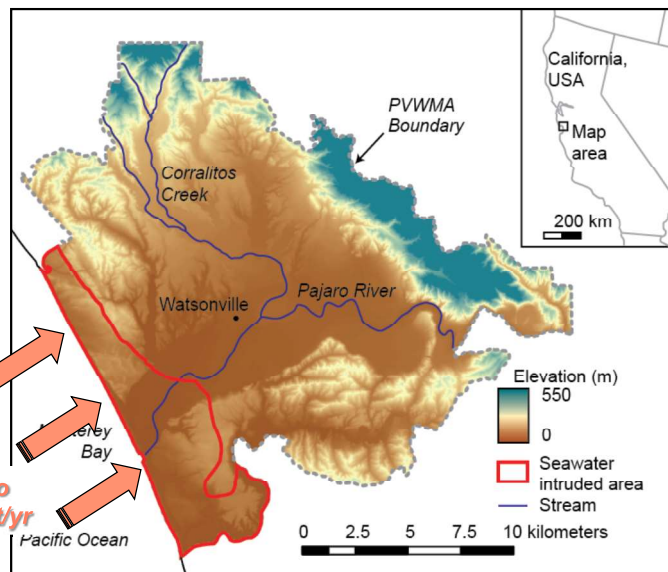 California,
USA
Map
area
200 km
PVWMA
Boundary
Corralitos
Creek
Watsonville
Pajaro River
Elevation (m)
550
0
Seawater
intruded area
Stream
Bay
t/yr
Pacific Ocean
0 2.5 5 7.5 10 kilometers